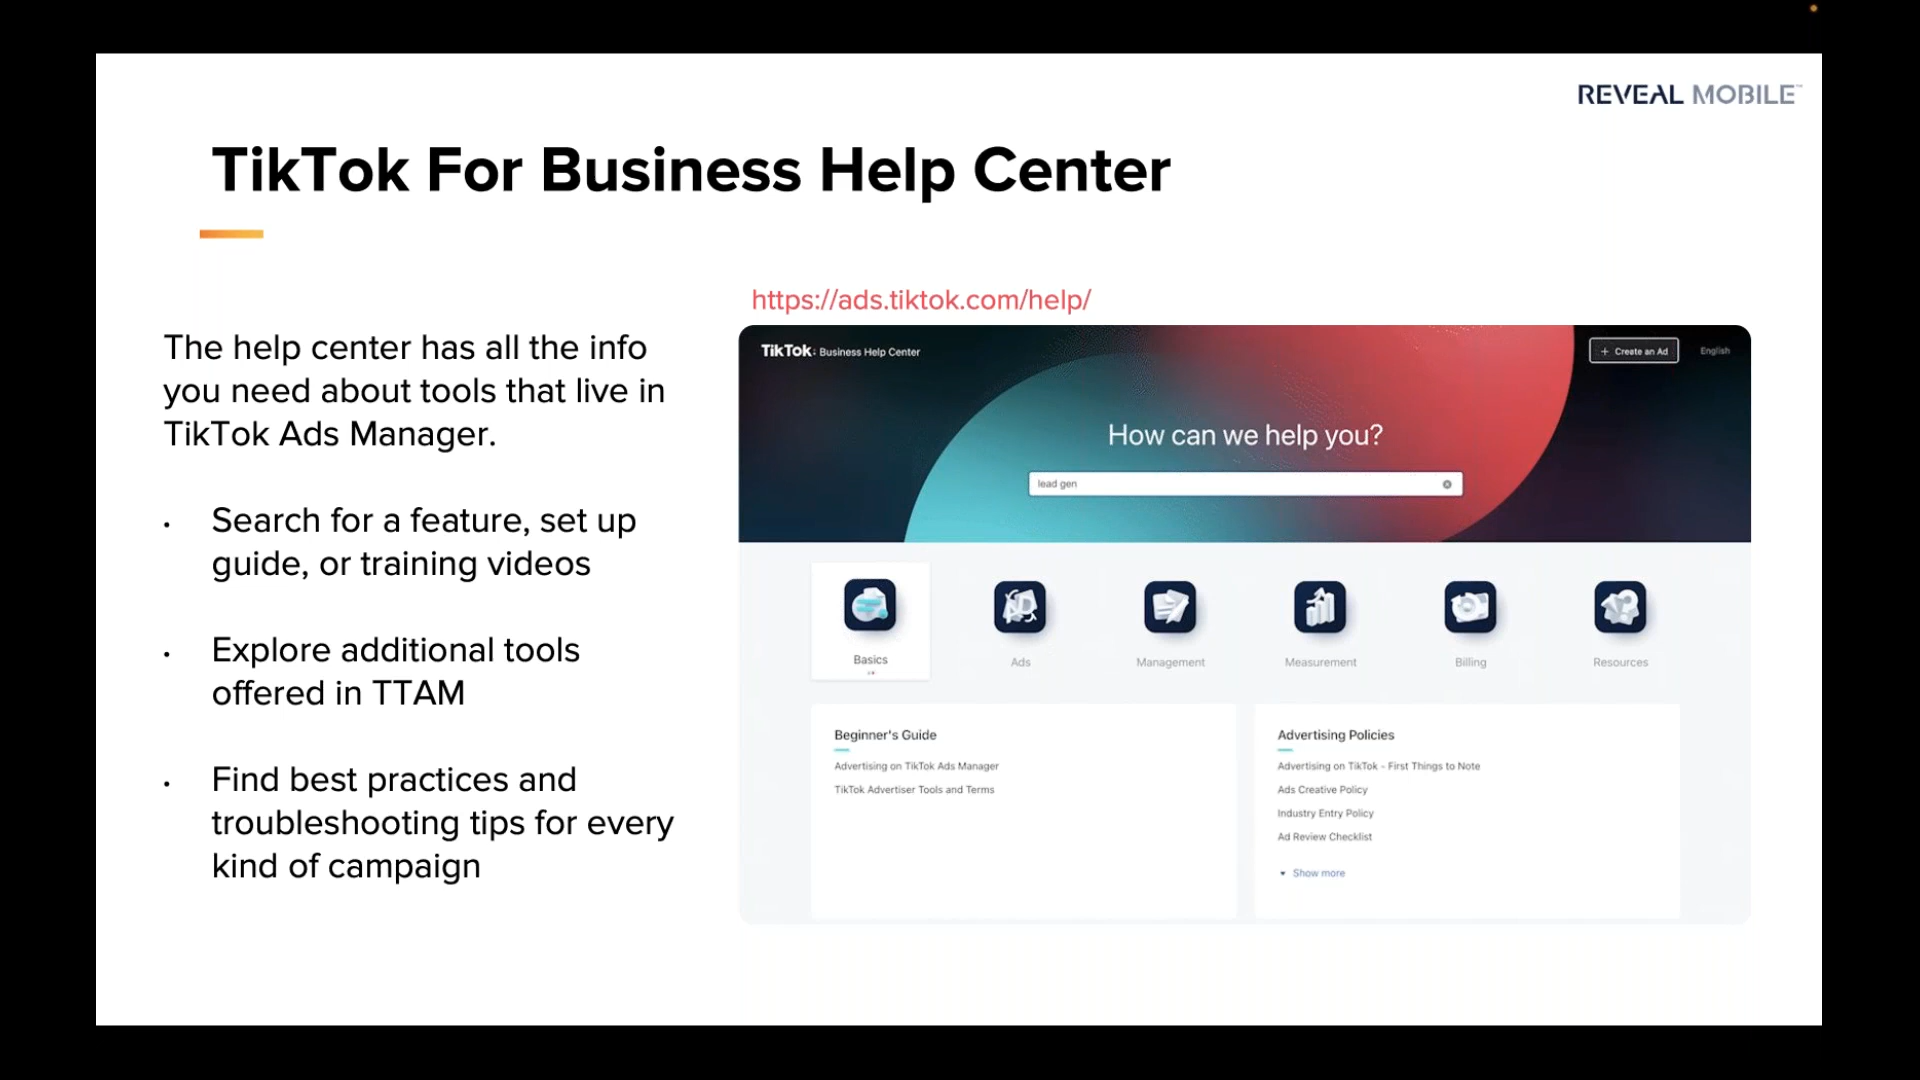 REVEAL MOBILE™
TikTok For Business Help Center
https://ads.tiktok.com/help/
The help center has all the info
you need about tools that live in
TikTok Ads Manager.
• Search for a feature, set up
guide, or training videos
• Explore additional tools
offered in TTAM
• Find best practices and
troubleshooting tips for every
kind of campaign
TikTok: Business Help Center
+ Create an Ad
English
How can we help you?
lead gen
Basics
Ads
Management
Measurement
Billing
Resources
Beginner's Guide
Advertising on TikTok Ads Manager
TikTok Advertiser Tools and Terms
Advertising Policies
Advertising on TikTok - First Things to Note
Ads Creative Policy
Industry Entry Policy
Ad Review Checklist
Show more